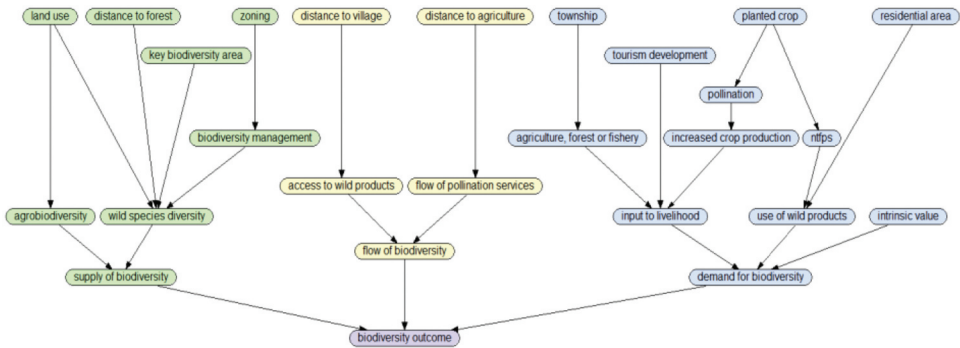 land use
distance to forest
zoning
distance to village
distance to agriculture
township
planted crop
residential area
key biodiversity area
tourism development
pollination
biodiversity management
agriculture, forest or fishery
increased crop production
ntfps
access to wild products
flow of pollination services
agrobiodiversity
wild species diversity
input to livelihood
use of wild products
intrinsic value
flow of biodiversity
supply of biodiversity
demand for biodiversity
biodiversity outcome